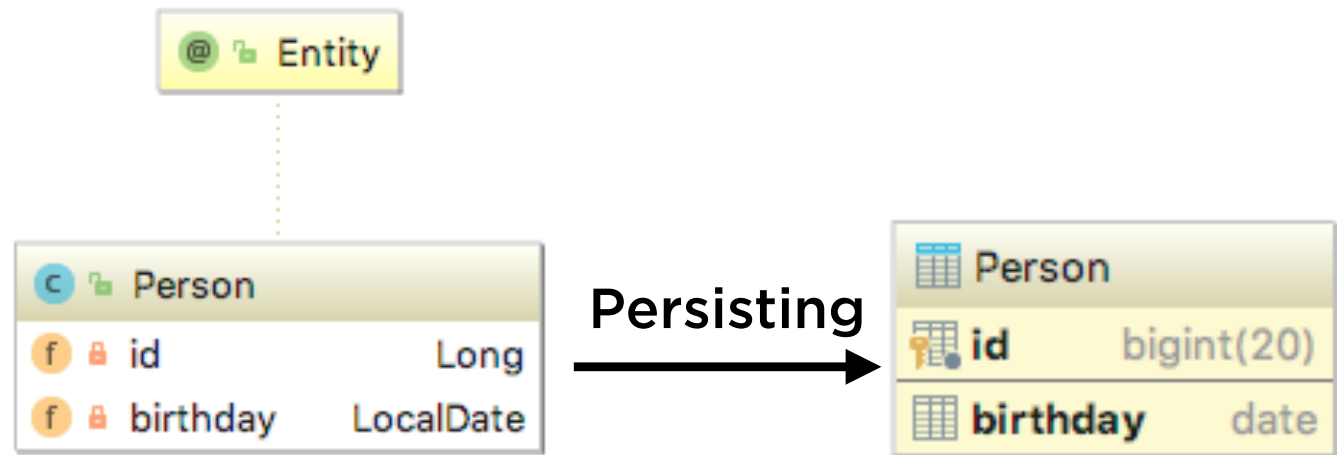 @ Entity
C Person
f id Long
f birthday LocalDate
Persisting
Person
id bigint(20)
birthday date